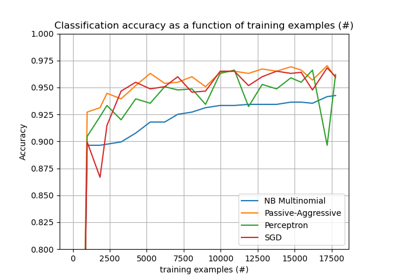 Classification accuracy as a function of training examples (#)
1.000
0.975
0.950
0.925
0.900
0.875
0.850
0.825
0.800
Accuracy
NB Multinomial
Passive-Aggressive
Perceptron
SGD
0 2500 5000 7500 10000 12500 15000 17500
training examples (#)